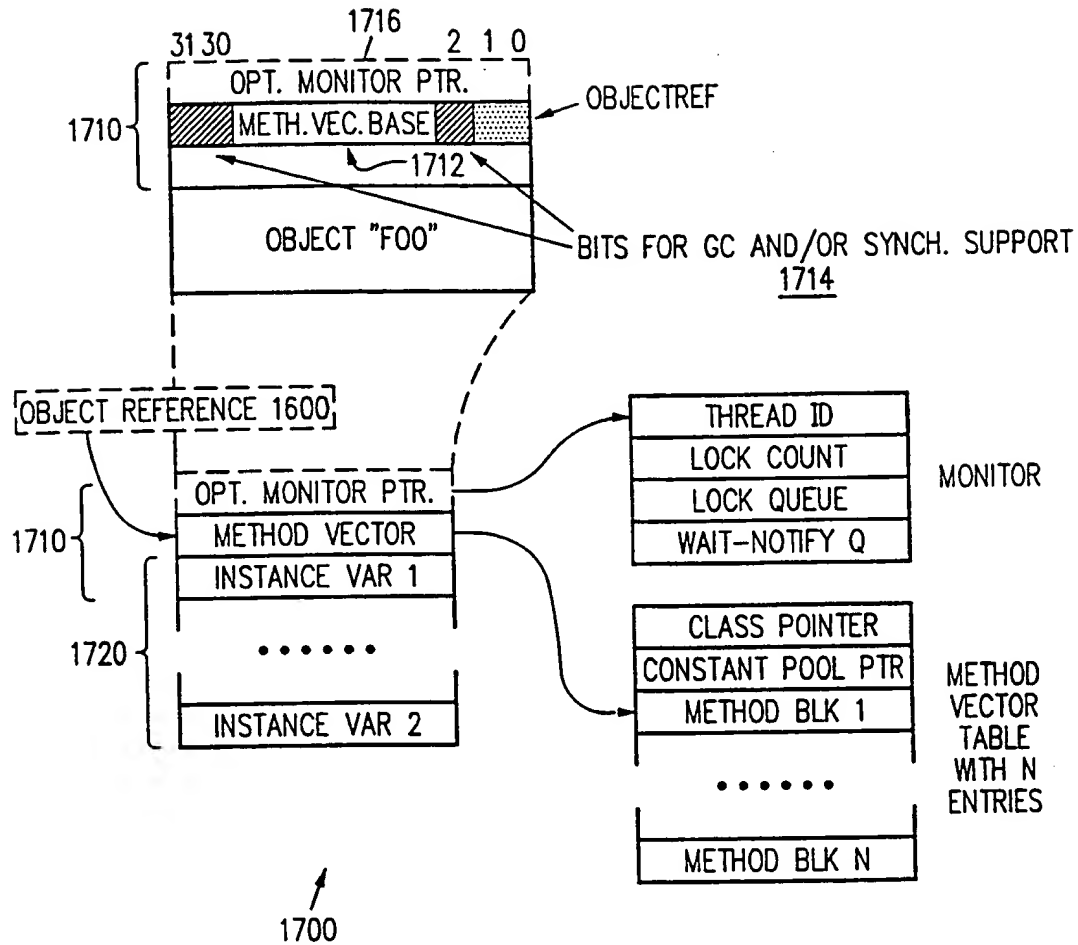 1716
31 30 2 1 0
OPT. MONITOR PTR.
OBJECTREF
1710
METH.VEC.BASE
1712
OBJECT "FOO"
BITS FOR GC AND/OR SYNCH. SUPPORT
1714
OBJECT REFERENCE 1600
OPT. MONITOR PTR.
1710
METHOD VECTOR
INSTANCE VAR 1
1720
INSTANCE VAR 2
THREAD ID
LOCK COUNT
LOCK QUEUE
WAIT-NOTIFY Q
MONITOR
CLASS POINTER
CONSTANT POOL PTR
METHOD BLK 1
METHOD BLK N
METHOD
VECTOR
TABLE
WITH N
ENTRIES
1700